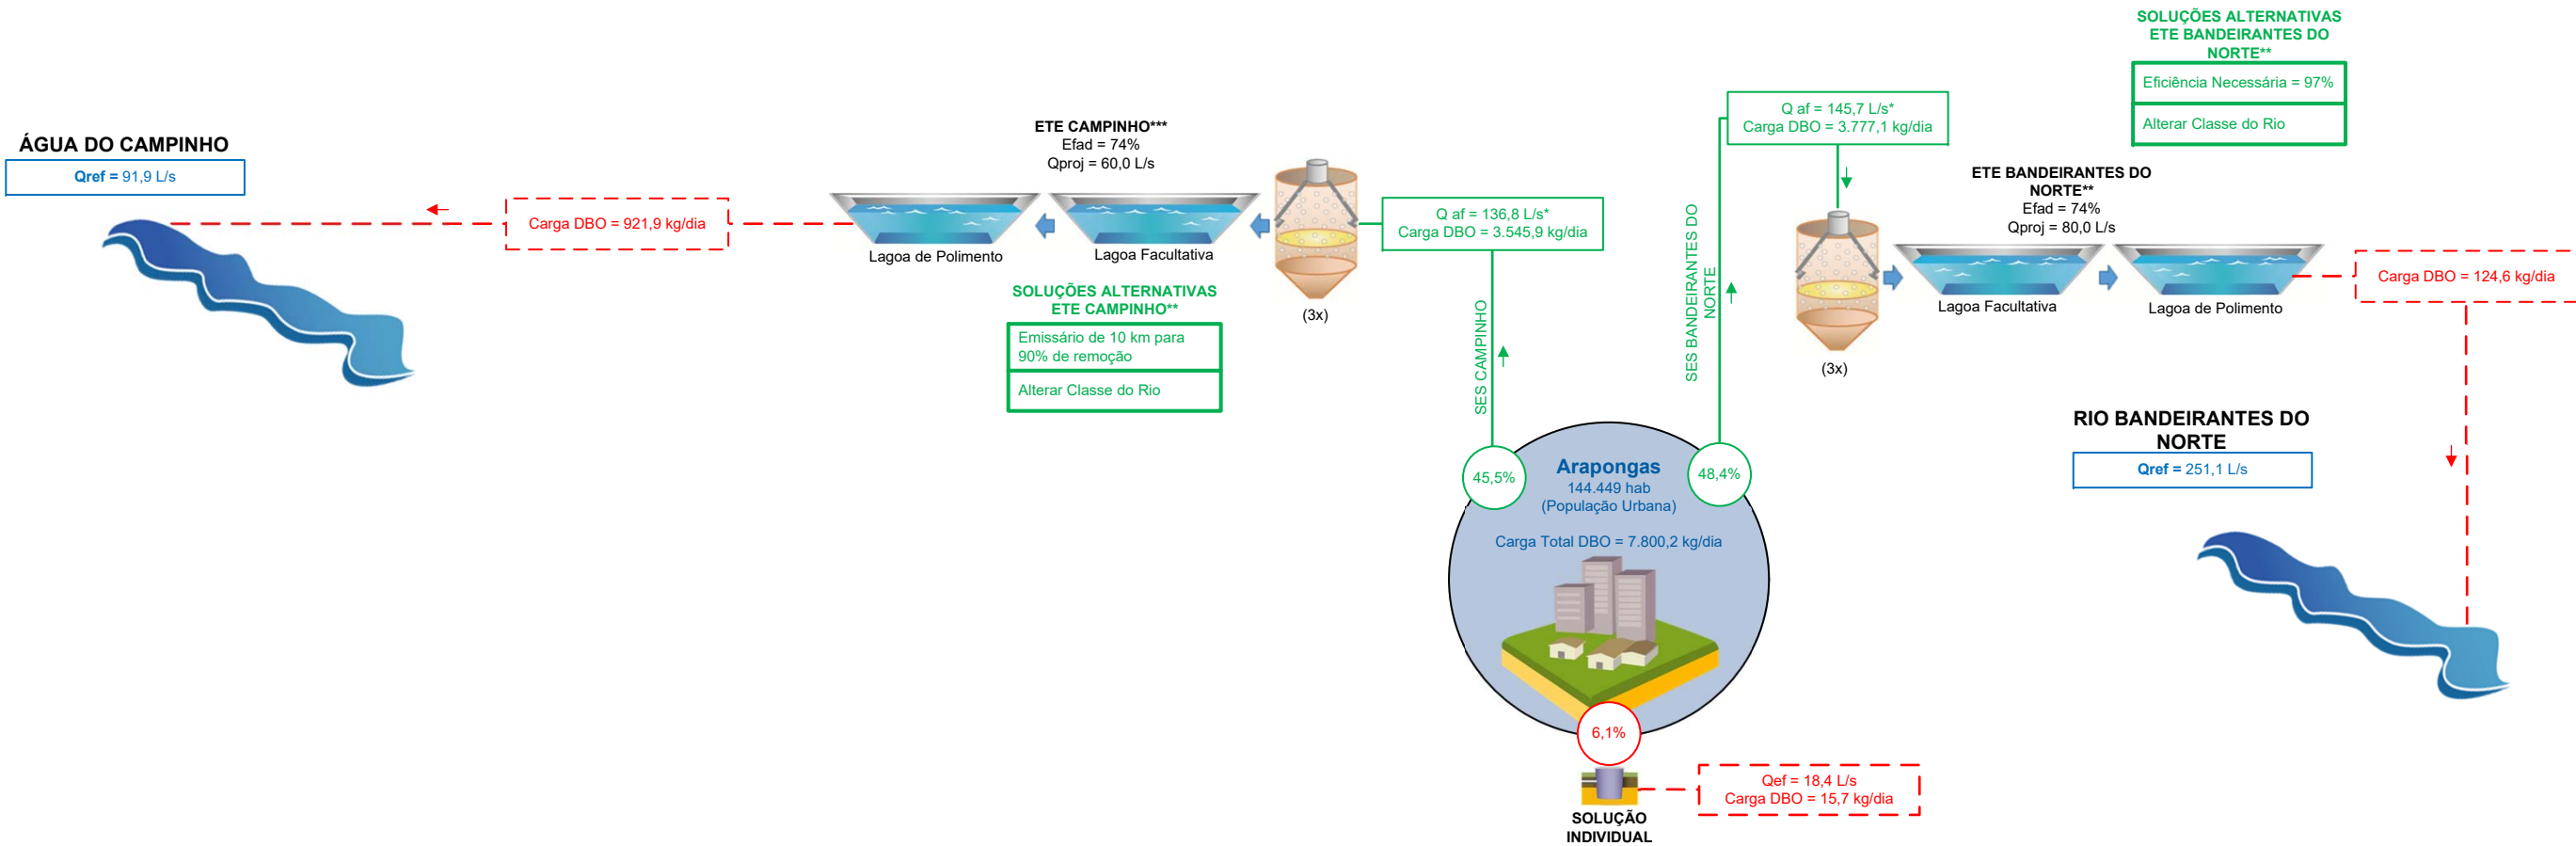 ÁGUA DO CAMPINHO
Qref = 91,9 L/s
Carga DBO = 921,9 kg/dia
ETE CAMPINHO***
Efad = 74%
Qproj = 60,0 L/s
Lagoa de Polimento
Lagoa Facultativa
(3x)
SOLUÇÕES ALTERNATIVAS
ETE CAMPINHO**
Emissário de 10 km para
90% de remoção
Alterar Classe do Rio
Q af = 136,8 L/s*
Carga DBO = 3.545,9 kg/dia
SES CAMPINHO
45,5%
Arapongas
144.449 hab
(População Urbana)
Carga Total DBO = 7.800,2 kg/dia
48,4%
SES BANDEIRANTES DO
NORTE
Q af = 145,7 L/s*
Carga DBO = 3.777,1 kg/dia
(3x)
ETE BANDEIRANTES DO
NORTE**
Efad = 74%
Qproj = 80,0 L/s
Lagoa Facultativa
Lagoa de Polimento
SOLUÇÕES ALTERNATIVAS
ETE BANDEIRANTES DO
NORTE**
Eficiência Necessária = 97%
Alterar Classe do Rio
Carga DBO = 124,6 kg/dia
RIO BANDEIRANTES DO
NORTE
Qref = 251,1 L/s
6,1%
SOLUÇÃO
INDIVIDUAL
Qef = 18,4 L/s
Carga DBO = 15,7 kg/dia